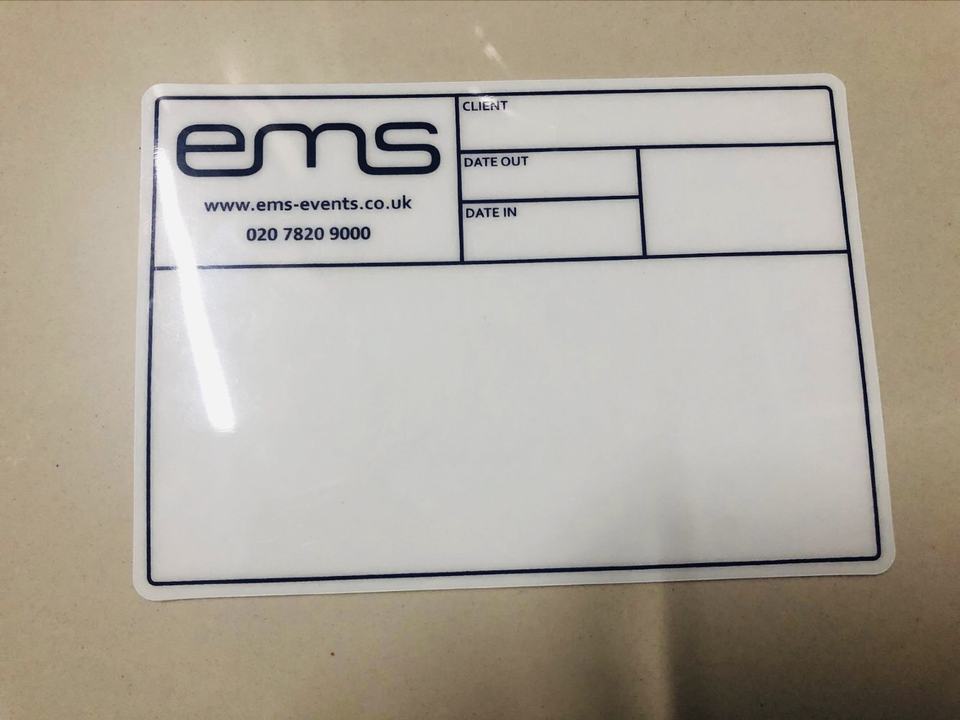 ems
www.ems-events.co.uk
020 7820 9000
CLIENT
DATE OUT
DATE IN